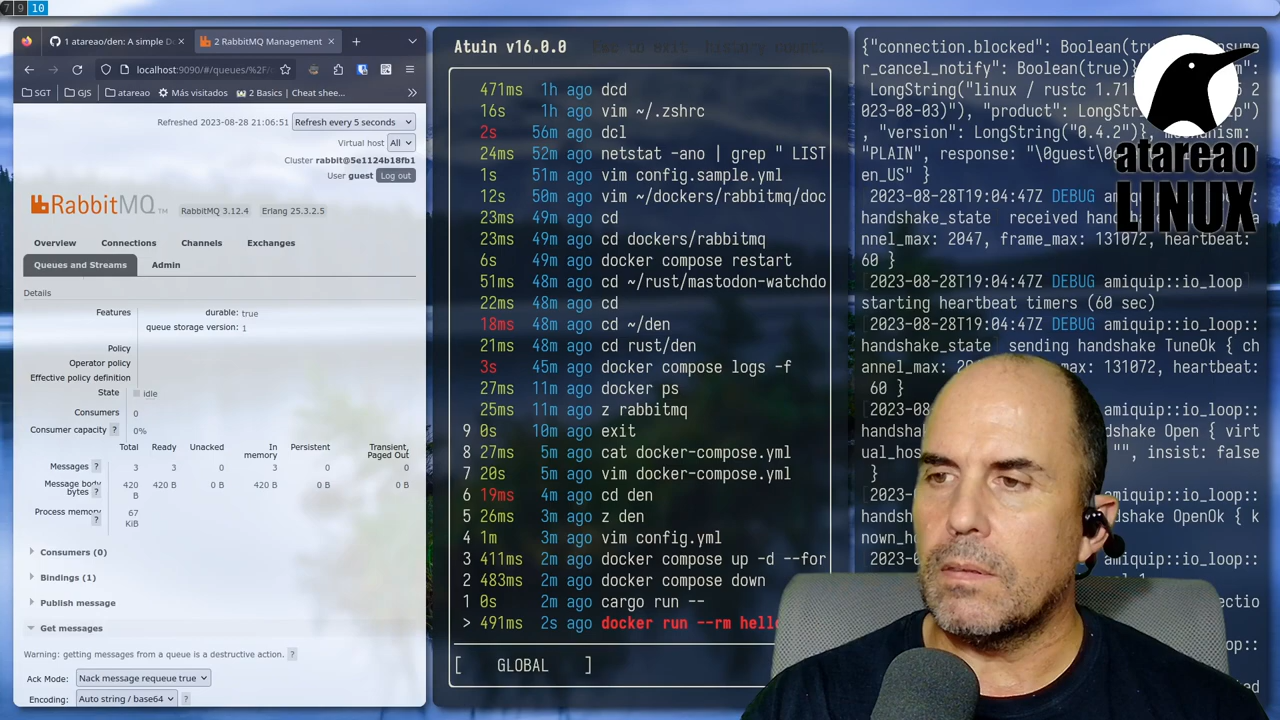 7 9 10
1 atareao/den: A simple D
2 RabbitMQ Management
localhost:9090/#/queues/%2F/
SGT GJS atareao Más visitados 2 Basics | Cheat shee...
Refreshed 2023-08-28 21:06:51 Refresh every 5 seconds
Virtual host All
Cluster rabbit@5e1124b18fb1
User guest Log out
RabbitMQ TM RabbitMQ 3.12.4 Erlang 25.3.2.5
Overview Connections Channels Exchanges
Queues and Streams Admin
Details
Features durable: true
queue storage version: 1
Policy
Operator policy
Effective policy definition
State idle
Consumers 0
Consumer capacity ? 0%
Total Ready Unacked In memory Persistent Transient, Paged Out
Messages ? 3 3 0 3 0 0
Message body bytes ? 420 B 420 B 0 B 420 B 0 B 0 B
Process memory ? 67 KiB
Consumers (0)
Bindings (1)
Publish message
Get messages
Warning: getting messages from a queue is a destructive action. ?
Ack Mode: Nack message requeue true
Encoding: Auto string / base64 ?
Atuin v16.0.0
471ms 1h ago dcd
16s 1h ago vim ~/.zshrc
2s 56m ago dcl
24ms 52m ago netstat -ano | grep " LIST
1s 51m ago vim config.sample.yml
12s 50m ago vim ~/dockers/rabbitmq/doc
23ms 49m ago cd
23ms 49m ago cd dockers/rabbitmq
6s 49m ago docker compose restart
51ms 48m ago cd ~/rust/mastodon-watchdo
22ms 48m ago cd
18ms 48m ago cd ~/den
21ms 48m ago cd rust/den
3s 45m ago docker compose logs -f
27ms 11m ago docker ps
25ms 11m ago z rabbitmq
9 0s 10m ago exit
8 27ms 5m ago cat docker-compose.yml
7 20s 5m ago vim docker-compose.yml
6 19ms 4m ago cd den
5 26ms 3m ago z den
4 1m 3m ago vim config.yml
3 411ms 2m ago docker compose up -d --for
2 483ms 2m ago docker compose down
1 0s 2m ago cargo run --
> 491ms 2s ago docker run --rm hell
[ GLOBAL ]
{"connection.blocked": Boolean(tru
r_cancel_notify": Boolean(true)}
LongString("linux / rustc 1.71.
023-08-03)"), "product": LongStrin
, "version": LongString("0.4.2")},
"PLAIN", response: "\0guest\0
en_US" }
[2023-08-28T19:04:47Z DEBUG amiquip::io_loop::
handshake_state] received hand
nnel_max: 2047, frame_max: 131072, heartbeat:
60 }
[2023-08-28T19:04:47Z DEBUG amiquip::io_loop]
starting heartbeat timers (60 sec)
[2023-08-28T19:04:47Z DEBUG amiquip::io_loop::
handshake_state] sending handshake TuneOk { ch
annel_max: 20 131072, heartbeat:
60 }
[2023-08 io_loop::
handshak hake Open { virt
ual_hos "", insist: false
}
[2023-08 io_loop::
handsh ndshake OpenOk { k
nown_h
[2023-08
atareao
LINUX